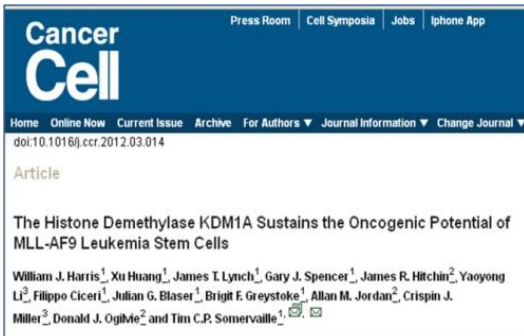 Press Room Cell Symposia Jobs Iphone App
Cancer
Cell
Home Online Now Current Issue Archive For Authors ▼ Journal Information ▼ Change Journal ▼
doi:10.1016/j.ccr.2012.03.014
Article
The Histone Demethylase KDM1A Sustains the Oncogenic Potential of
MLL-AF9 Leukemia Stem Cells
William J. Harris1, Xu Huang1, James T. Lynch1, Gary J. Spencer1, James R. Hitchin2, Yaoyong
Li3, Filippo Ciceri1, Julian G. Blaser1, Brigit F. Greystoke1, Allan M. Jordan2, Crispin J.
Miller3, Donald J. Ogilvie2 and Tim C.P. Somervaille1,